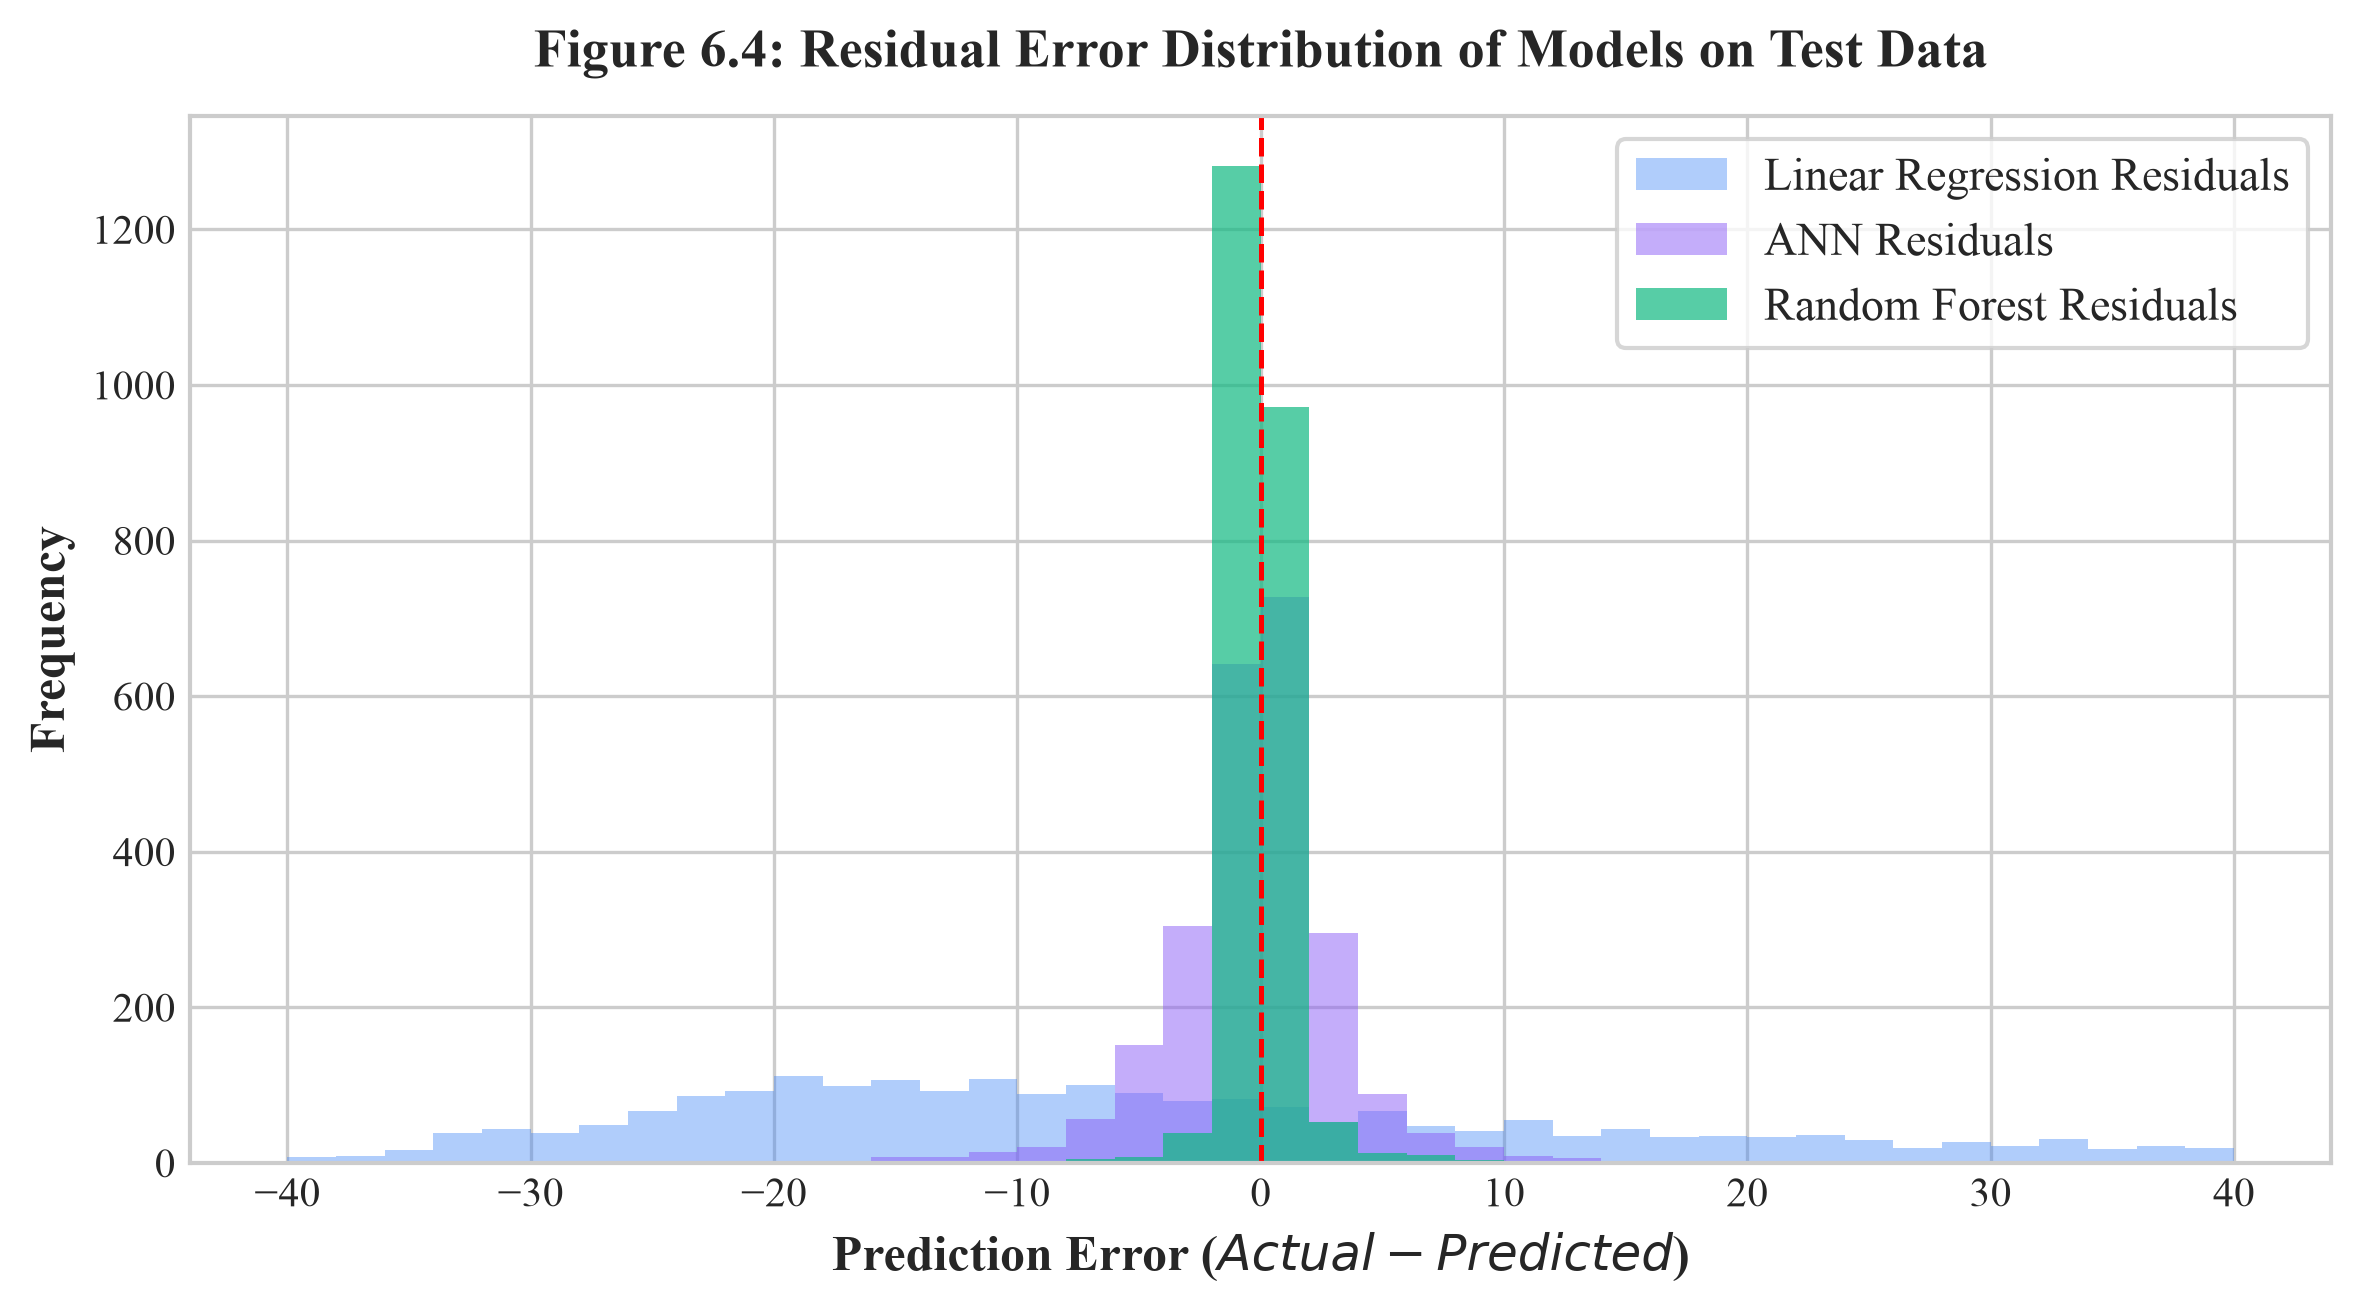 Figure 6.4: Residual Error Distribution of Models on Test Data
Linear Regression Residuals
ANN Residuals
Random Forest Residuals
Frequency
1200
1000
800
600
400
200
0
−40 −30 −20 −10 0 10 20 30 40
Prediction Error (Actual − Predicted)